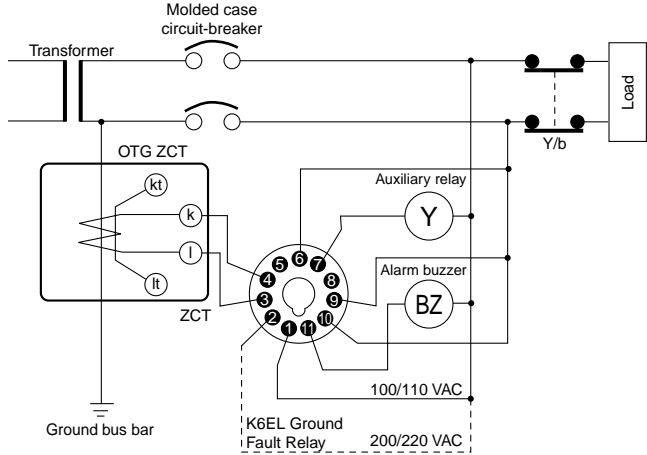 Molded case
circuit-breaker
Transformer
Load
Y/b
OTG ZCT
kt
k
l
lt
ZCT
Auxiliary relay
Y
Alarm buzzer
BZ
5
6
7
4
8
3
9
2
10
1
11
100/110 VAC
K6EL Ground
Fault Relay
200/220 VAC
Ground bus bar